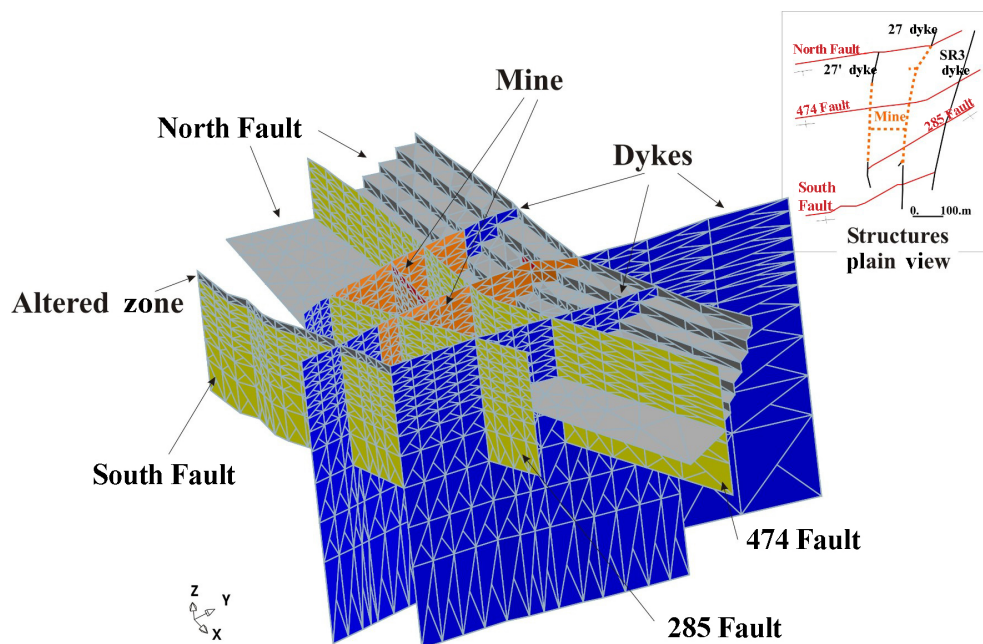 Mine
North Fault
Dykes
Altered zone
South Fault
474 Fault
285 Fault
Z
Y
X
27 dyke
North Fault
SR3
dyke
27' dyke
474 Fault
Mine
285 Fault
South
Fault
0. 100.m
Structures
plain view